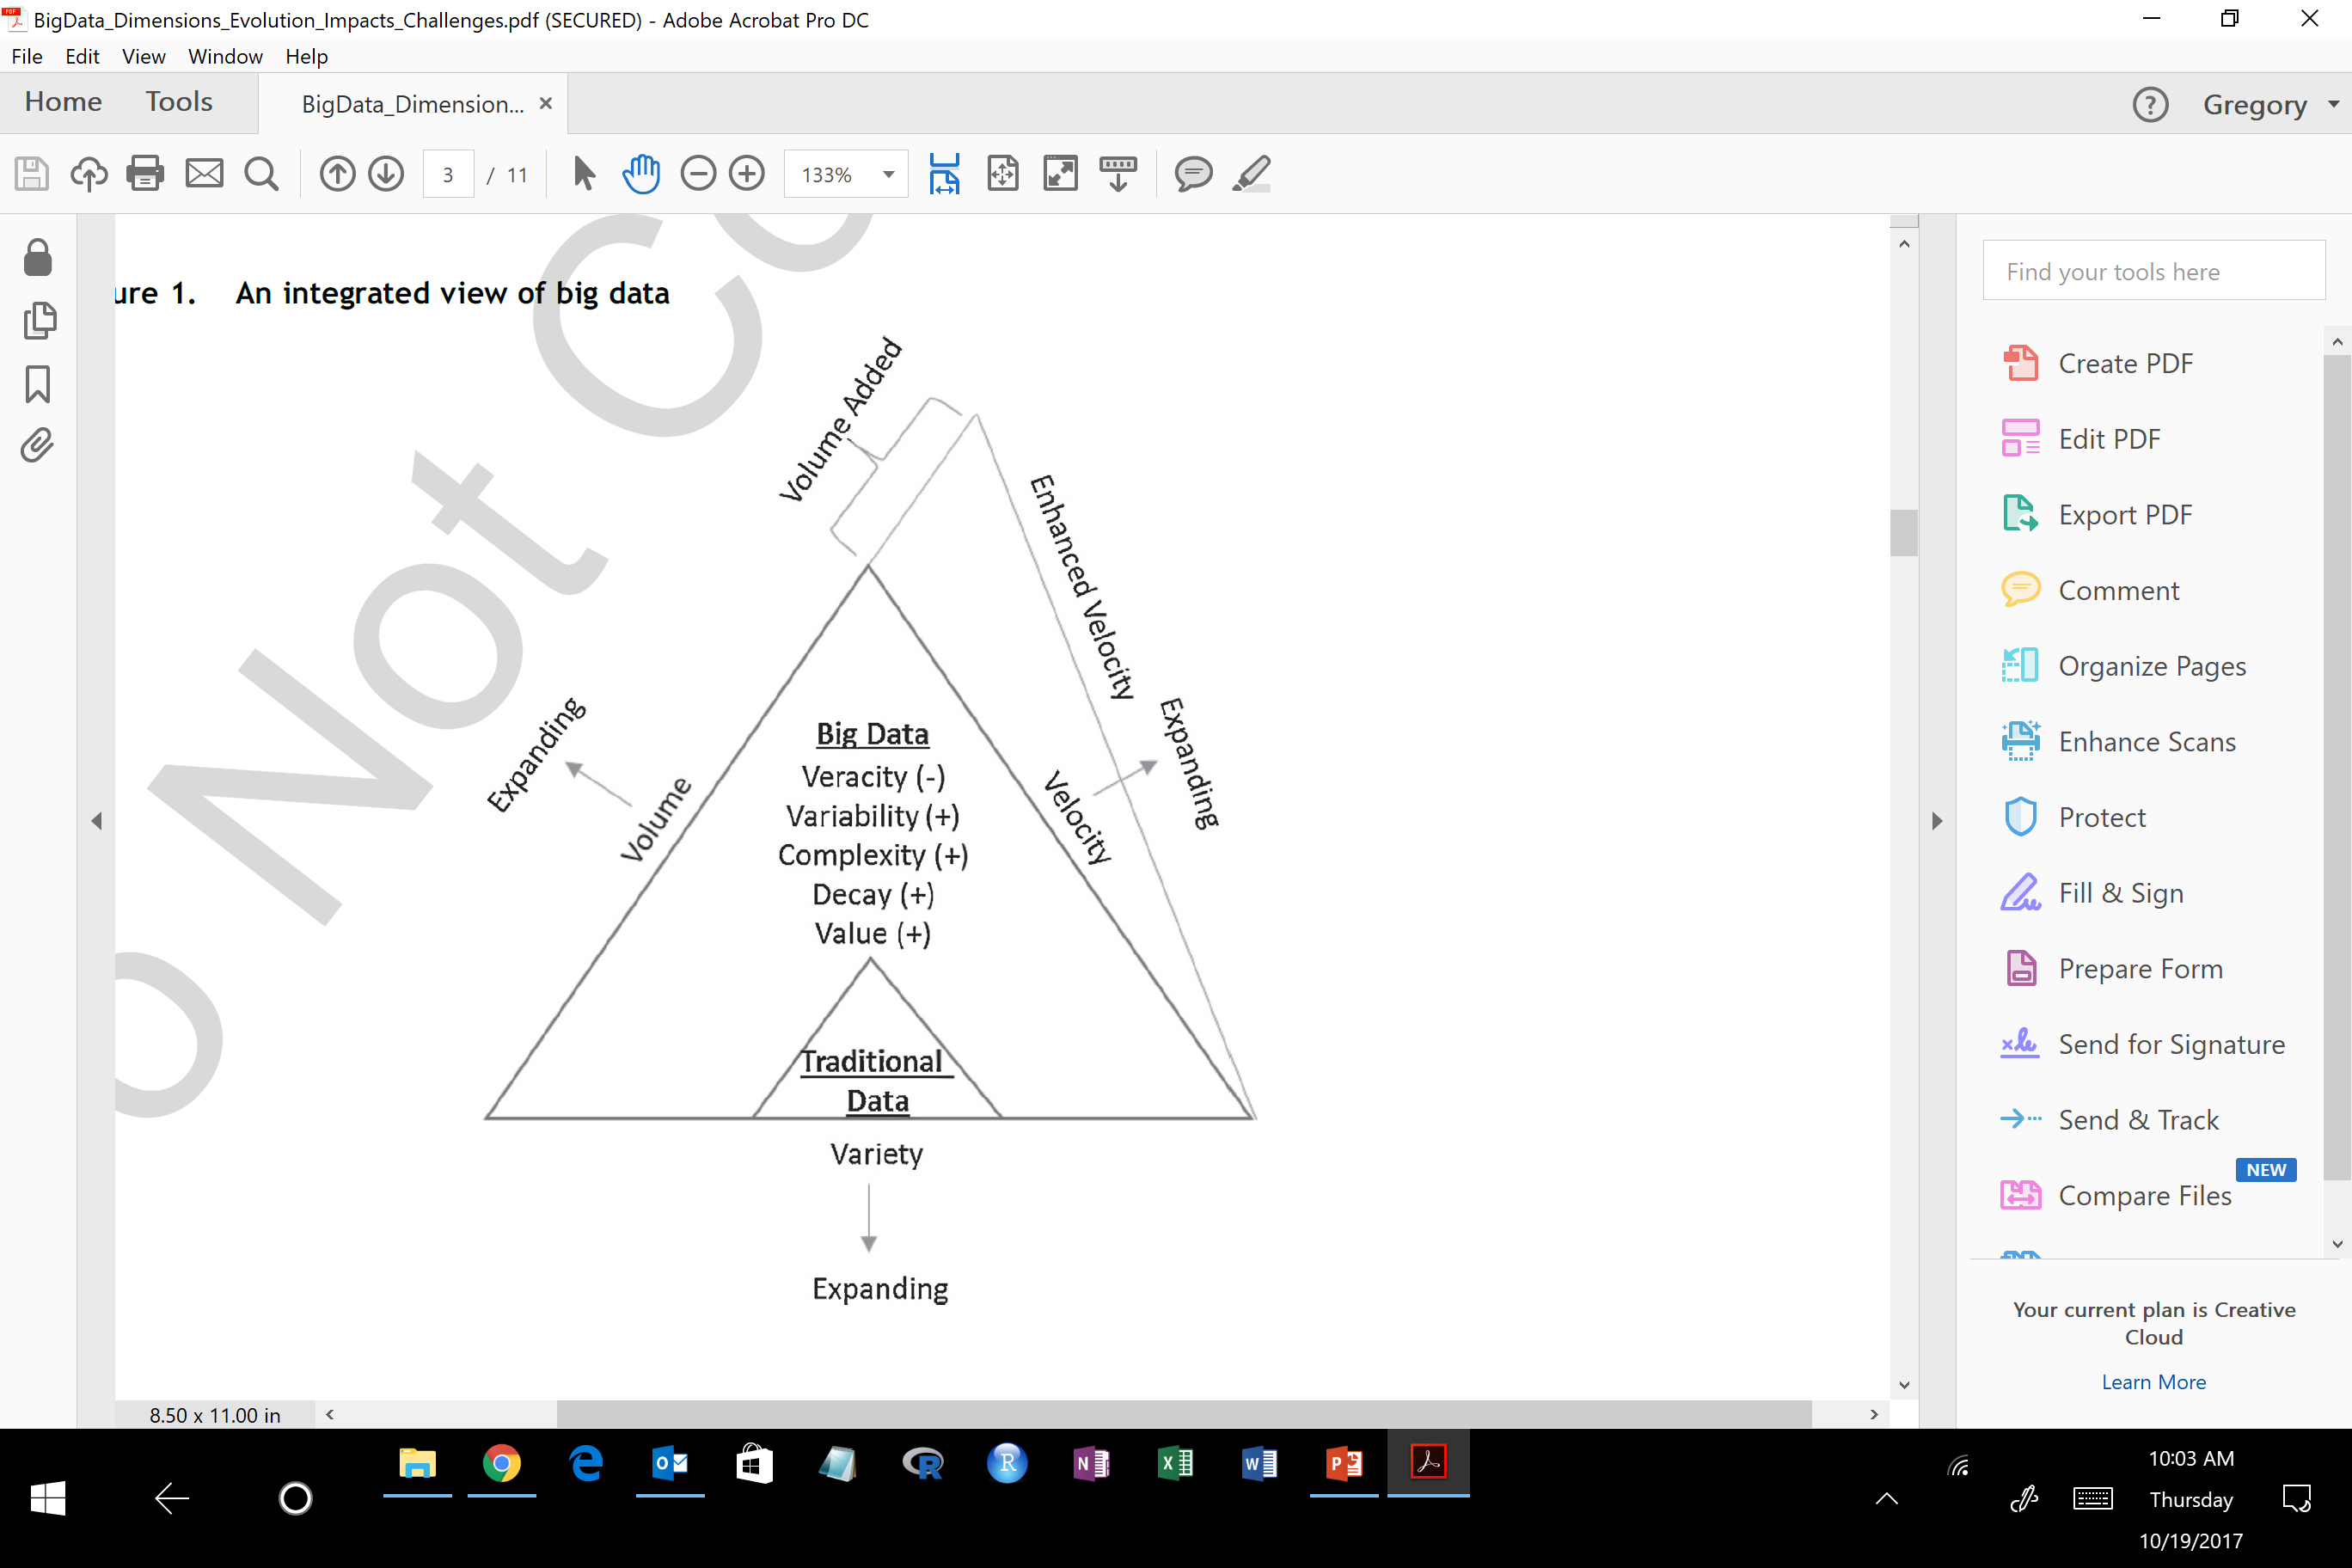 BigData_Dimensions_Evolution_Impacts_Challenges.pdf (SECURED) - Adobe Acrobat Pro DC
File Edit View Window Help
Home Tools BigData_Dimension... × ? Gregory
3 / 11 133%
ure 1. An integrated view of big data
Volume Added
Enhanced Velocity
Expanding
Volume
Velocity
Expanding
Big Data
Veracity (-)
Variability (+)
Complexity (+)
Decay (+)
Value (+)
Traditional
Data
Variety
Expanding
Not
8.50 x 11.00 in
Find your tools here
Create PDF
Edit PDF
Export PDF
Comment
Organize Pages
Enhance Scans
Protect
Fill & Sign
Prepare Form
Send for Signature
Send & Track
NEW
Compare Files
Your current plan is Creative
Cloud
Learn More
10:03 AM
Thursday
10/19/2017